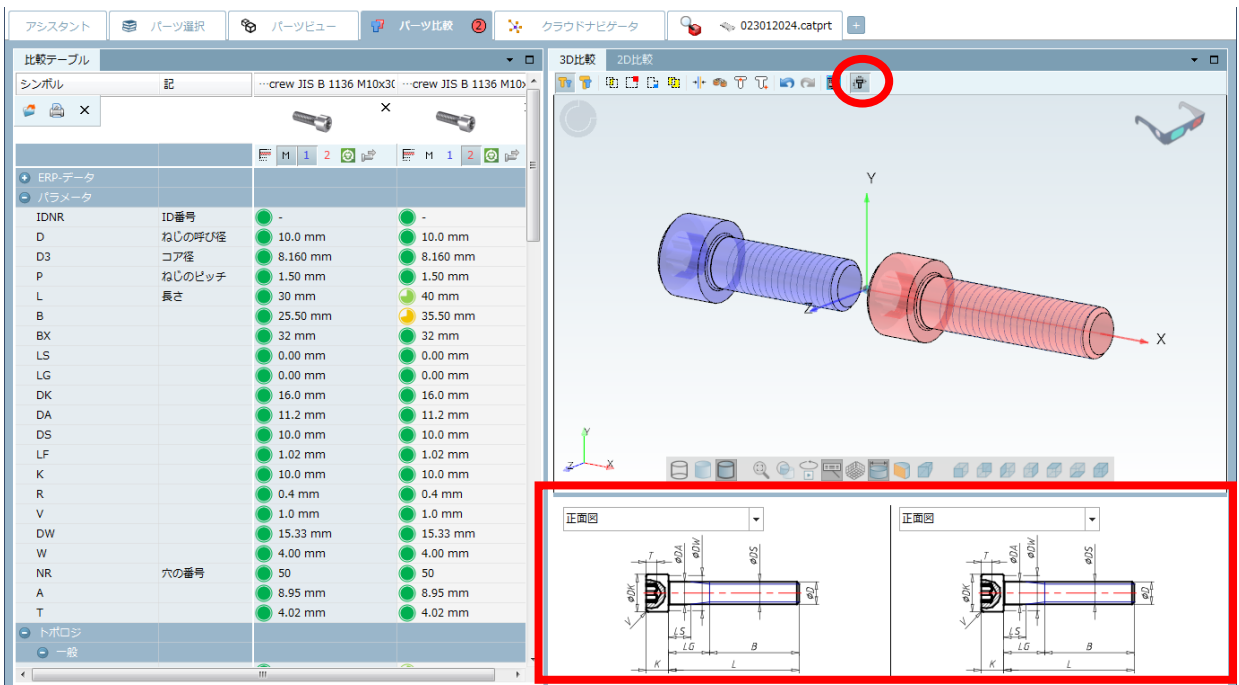 アシスタント パーツ選択 パーツビュー パーツ比較 2 クラウドナビゲータ 023012024.catprt +
比較テーブル
シンボル 記 ···crew JIS B 1136 M10x30 ···crew JIS B 1136 M10x
M 1 2 M 1 2
ERP-データ
パラメータ
IDNR ID番号 - -
D ねじの呼び径 10.0 mm 10.0 mm
D3 コア径 8.160 mm 8.160 mm
P ねじのピッチ 1.50 mm 1.50 mm
L 長さ 30 mm 40 mm
B 25.50 mm 35.50 mm
BX 32 mm 32 mm
LS 0.00 mm 0.00 mm
LG 0.00 mm 0.00 mm
DK 16.0 mm 16.0 mm
DA 11.2 mm 11.2 mm
DS 10.0 mm 10.0 mm
LF 1.02 mm 1.02 mm
K 10.0 mm 10.0 mm
R 0.4 mm 0.4 mm
V 1.0 mm 1.0 mm
DW 15.33 mm 15.33 mm
W 4.00 mm 4.00 mm
NR 穴の番号 50 50
A 8.95 mm 8.95 mm
T 4.02 mm 4.02 mm
トポロジ
一般
3D比較 2D比較
Y
Z
X
Y
Z X
正面図 正面図
T øDA øDW øDS øDK øD V LS LG B K L
T øDA øDW øDS øDK øD V LS LG B K L